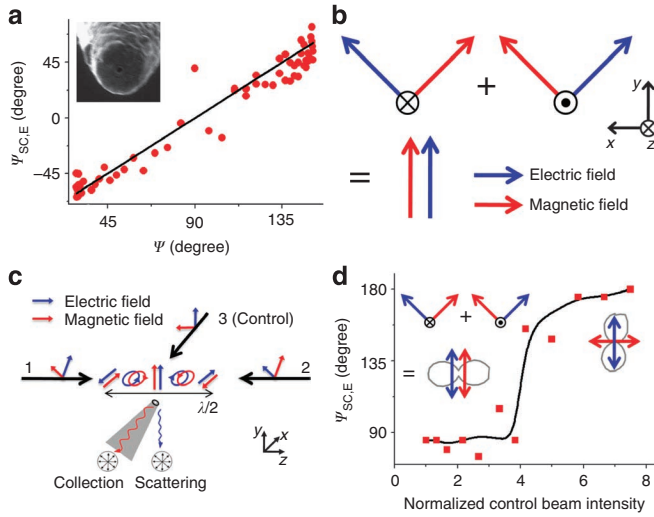 a
Ψ_SC,E (degree)
45
0
−45
45
90
135
Ψ (degree)
b
+
=
Electric field
Magnetic field
y
x
z
c
Electric field
Magnetic field
3 (Control)
1
2
λ/2
Collection
Scattering
y
x
z
d
Ψ_SC,E (degree)
180
135
90
+
=
0
2
4
6
8
Normalized control beam intensity